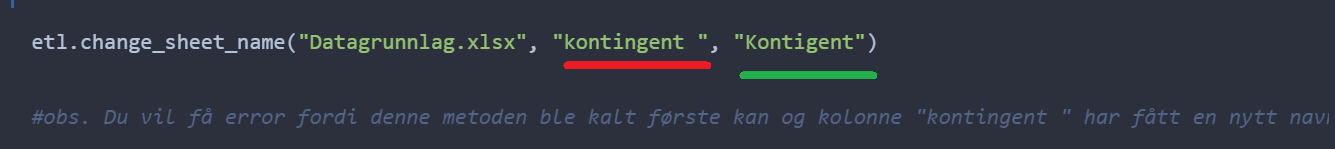 etl.change_sheet_name("Datagrunnlag.xlsx", "kontingent ", "Kontigent")
#obs. Du vil få error fordi denne metoden ble kalt første kan og kolonne "kontingent " har fått en nytt